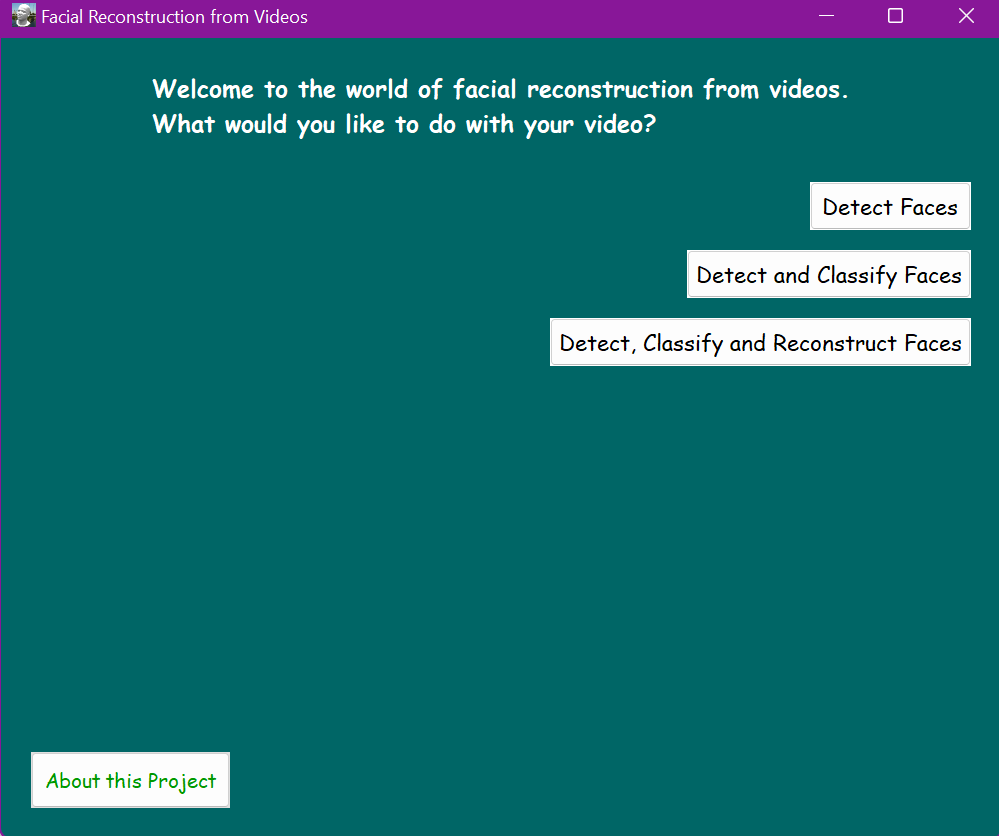 Facial Reconstruction from Videos
Welcome to the world of facial reconstruction from videos.
What would you like to do with your video?
Detect Faces
Detect and Classify Faces
Detect, Classify and Reconstruct Faces
About this Project